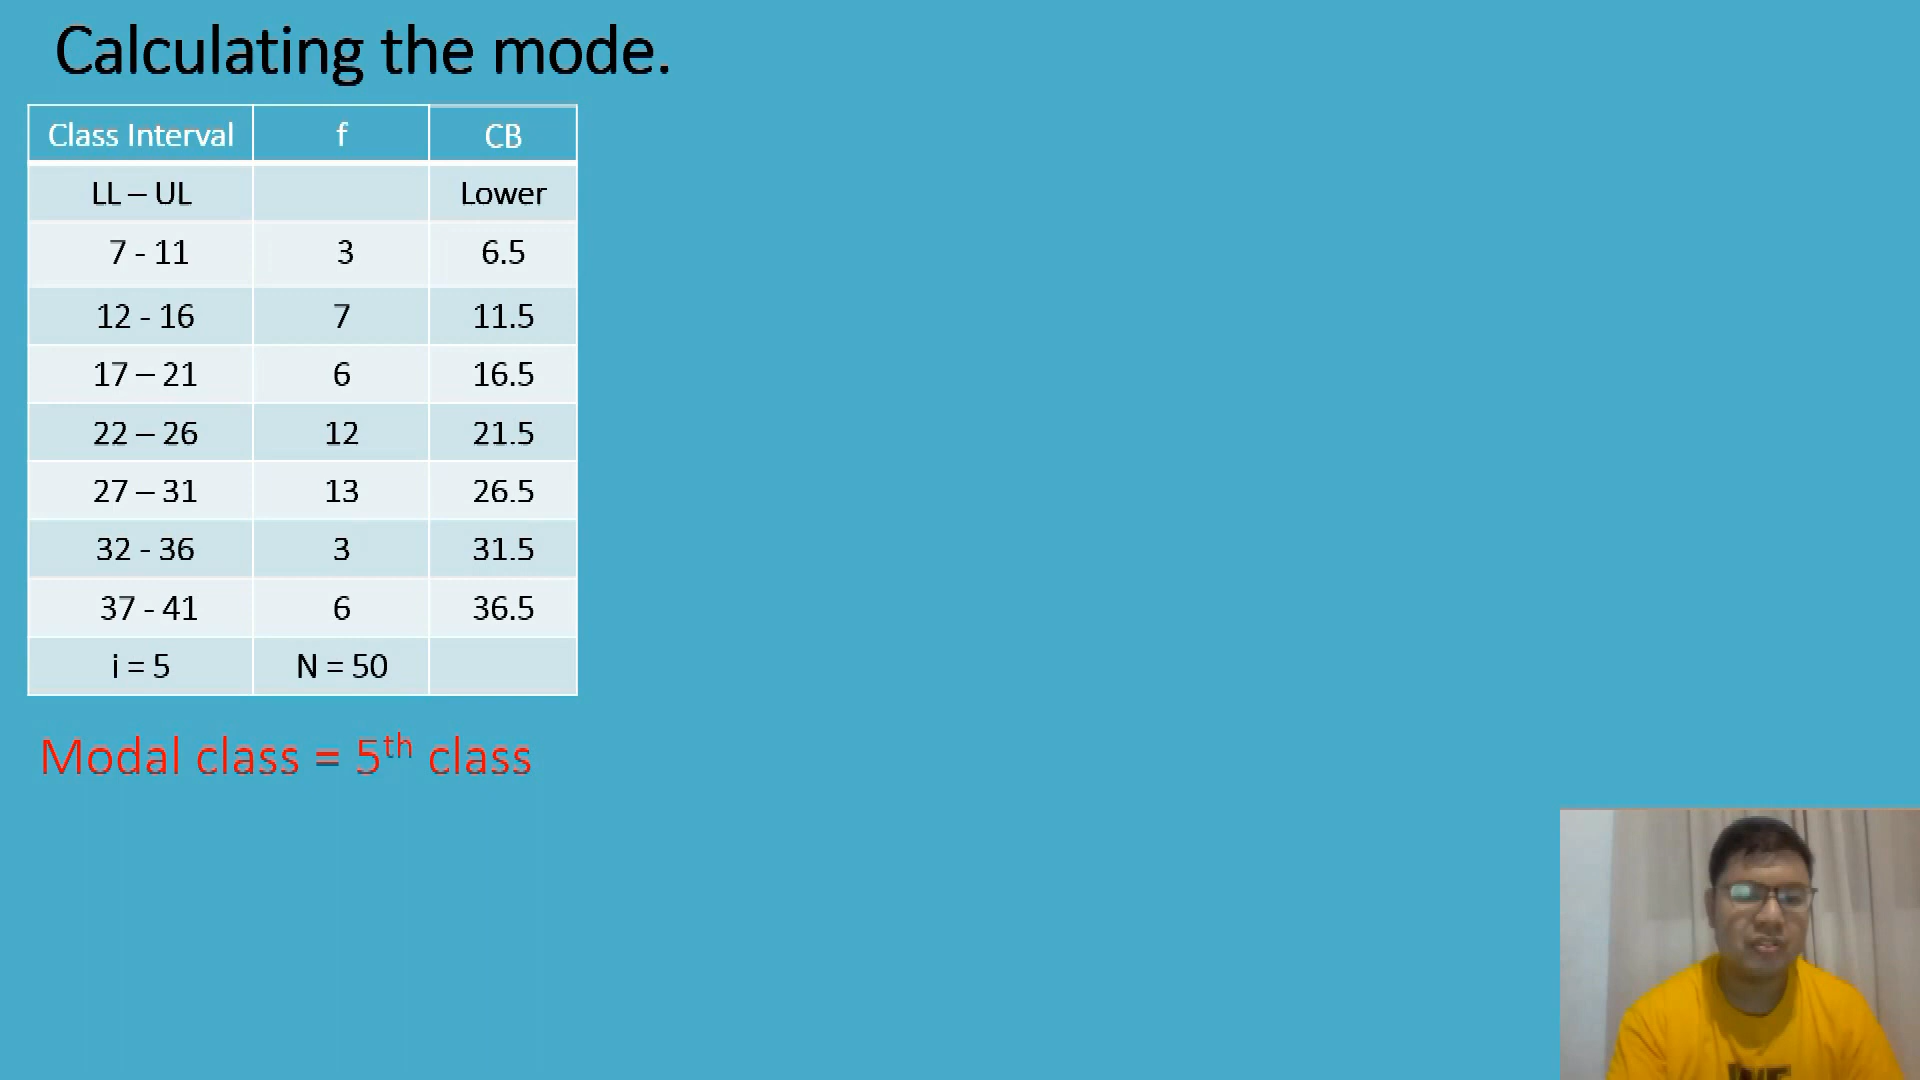 Calculating the mode.
Class Interval f CB
LL – UL Lower
7 - 11 3 6.5
12 - 16 7 11.5
17 – 21 6 16.5
22 – 26 12 21.5
27 – 31 13 26.5
32 - 36 3 31.5
37 - 41 6 36.5
i = 5 N = 50
Modal class = 5th class